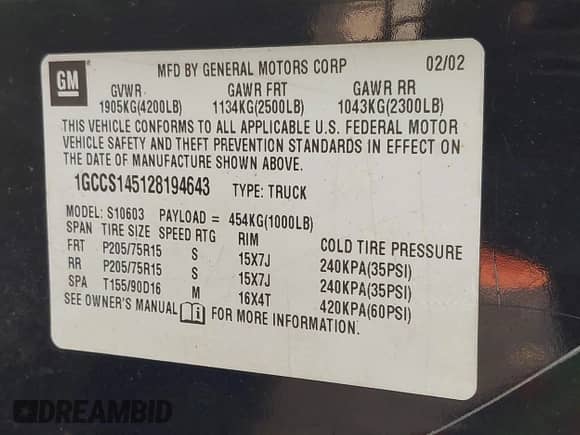 GM
MFD BY GENERAL MOTORS CORP 02/02
GVWR GAWR FRT GAWR RR
1905KG(4200LB) 1134KG(2500LB) 1043KG(2300LB)
THIS VEHICLE CONFORMS TO ALL APPLICABLE U.S. FEDERAL MOTOR
VEHICLE SAFETY AND THEFT PREVENTION STANDARDS IN EFFECT ON
THE DATE OF MANUFACTURE SHOWN ABOVE.
1GCCS145128194643 TYPE: TRUCK
MODEL: S10603 PAYLOAD = 454KG(1000LB)
SPAN TIRE SIZE SPEED RTG RIM COLD TIRE PRESSURE
FRT P205/75R15 S 15X7J 240KPA(35PSI)
RR P205/75R15 S 15X7J 240KPA(35PSI)
SPA T155/90D16 M 16X4T 420KPA(60PSI)
SEE OWNER'S MANUAL FOR MORE INFORMATION.
DREAMBID